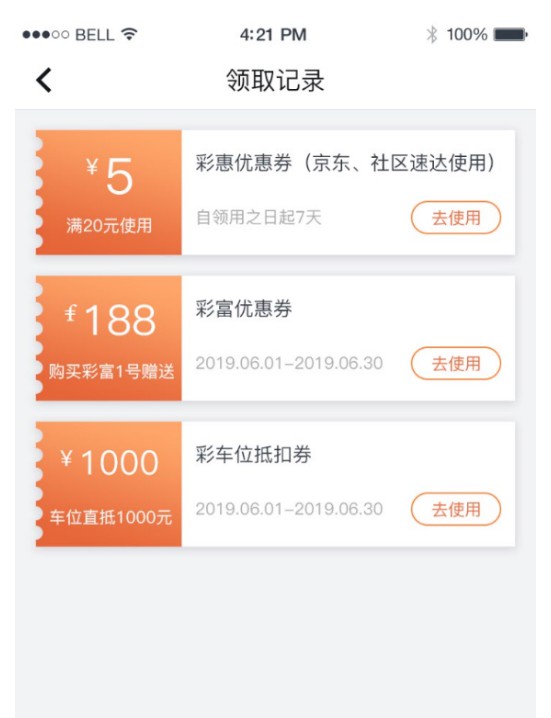 BELL
4:21 PM
100%
领取记录
¥5
满20元使用
彩惠优惠券（京东、社区速达使用）
自领用之日起7天
去使用
£188
购买彩富1号赠送
彩富优惠券
2019.06.01-2019.06.30
去使用
¥1000
车位直抵1000元
彩车位抵扣券
2019.06.01-2019.06.30
去使用